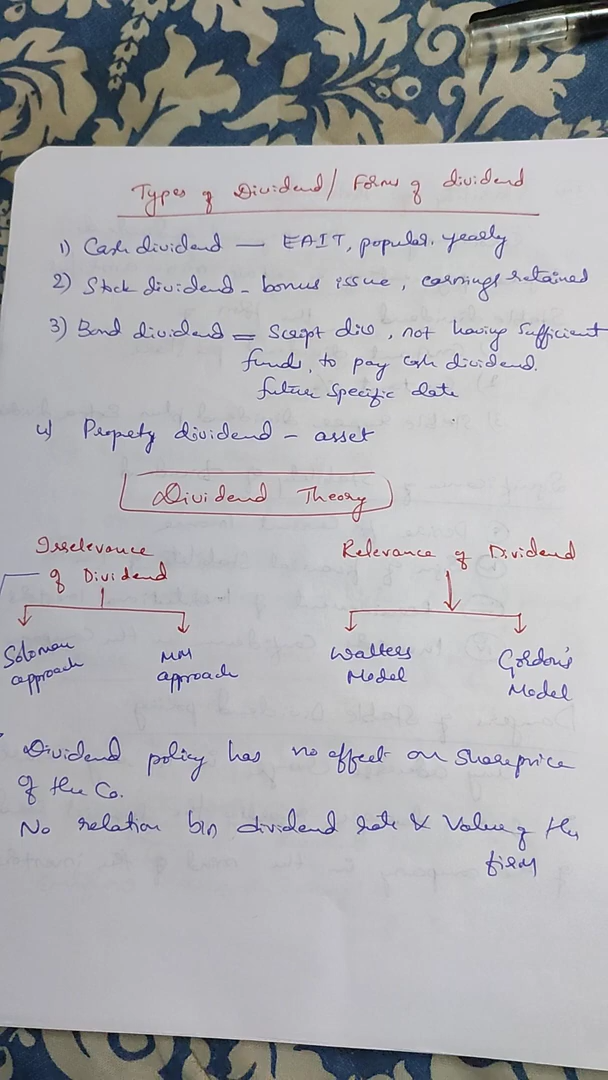 Types of Dividend/ Forms of dividend
1) Cash dividend — EAIT, popular. yearly
2) Stock dividend - bonus issue, earnings retained
3) Bond dividend = Script divs, not having sufficient
funds, to pay cash dividend.
future specific date
4) Property dividend - asset
Dividend Theory
Irrelevance
of Dividend
Relevance of Dividend
Soloman
approach
MM
approach
Walters
Model
Gordon's
Model
Dividend policy has no effect on Share price
of the Co.
No relation b/n dividend rate & Value of the
firm